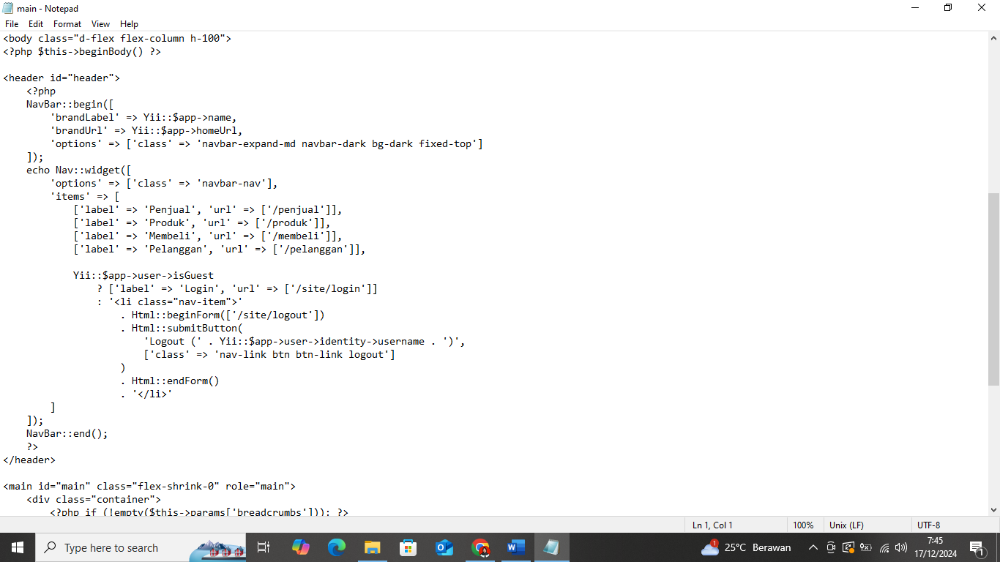 main - Notepad
File Edit Format View Help
<body class="d-flex flex-column h-100">
<?php $this->beginBody() ?>

<header id="header">
    <?php
    NavBar::begin([
        'brandLabel' => Yii::$app->name,
        'brandUrl' => Yii::$app->homeUrl,
        'options' => ['class' => 'navbar-expand-md navbar-dark bg-dark fixed-top']
    ]);
    echo Nav::widget([
        'options' => ['class' => 'navbar-nav'],
        'items' => [
            ['label' => 'Penjual', 'url' => ['/penjual']],
            ['label' => 'Produk', 'url' => ['/produk']],
            ['label' => 'Membeli', 'url' => ['/membeli']],
            ['label' => 'Pelanggan', 'url' => ['/pelanggan']],

            Yii::$app->user->isGuest
                ? ['label' => 'Login', 'url' => ['/site/login']]
                : '<li class="nav-item">'
                    . Html::beginForm(['/site/logout'])
                    . Html::submitButton(
                        'Logout (' . Yii::$app->user->identity->username . ')',
                        ['class' => 'nav-link btn btn-link logout']
                    )
                    . Html::endForm()
                    . '</li>'
        ]
    ]);
    NavBar::end();
    ?>
</header>

<main id="main" class="flex-shrink-0" role="main">
    <div class="container">
        <?php if (!empty($this->params['breadcrumbs'])): ?>
Ln 1, Col 1 100% Unix (LF) UTF-8
Type here to search
1
25°C Berawan
7:45
17/12/2024
1